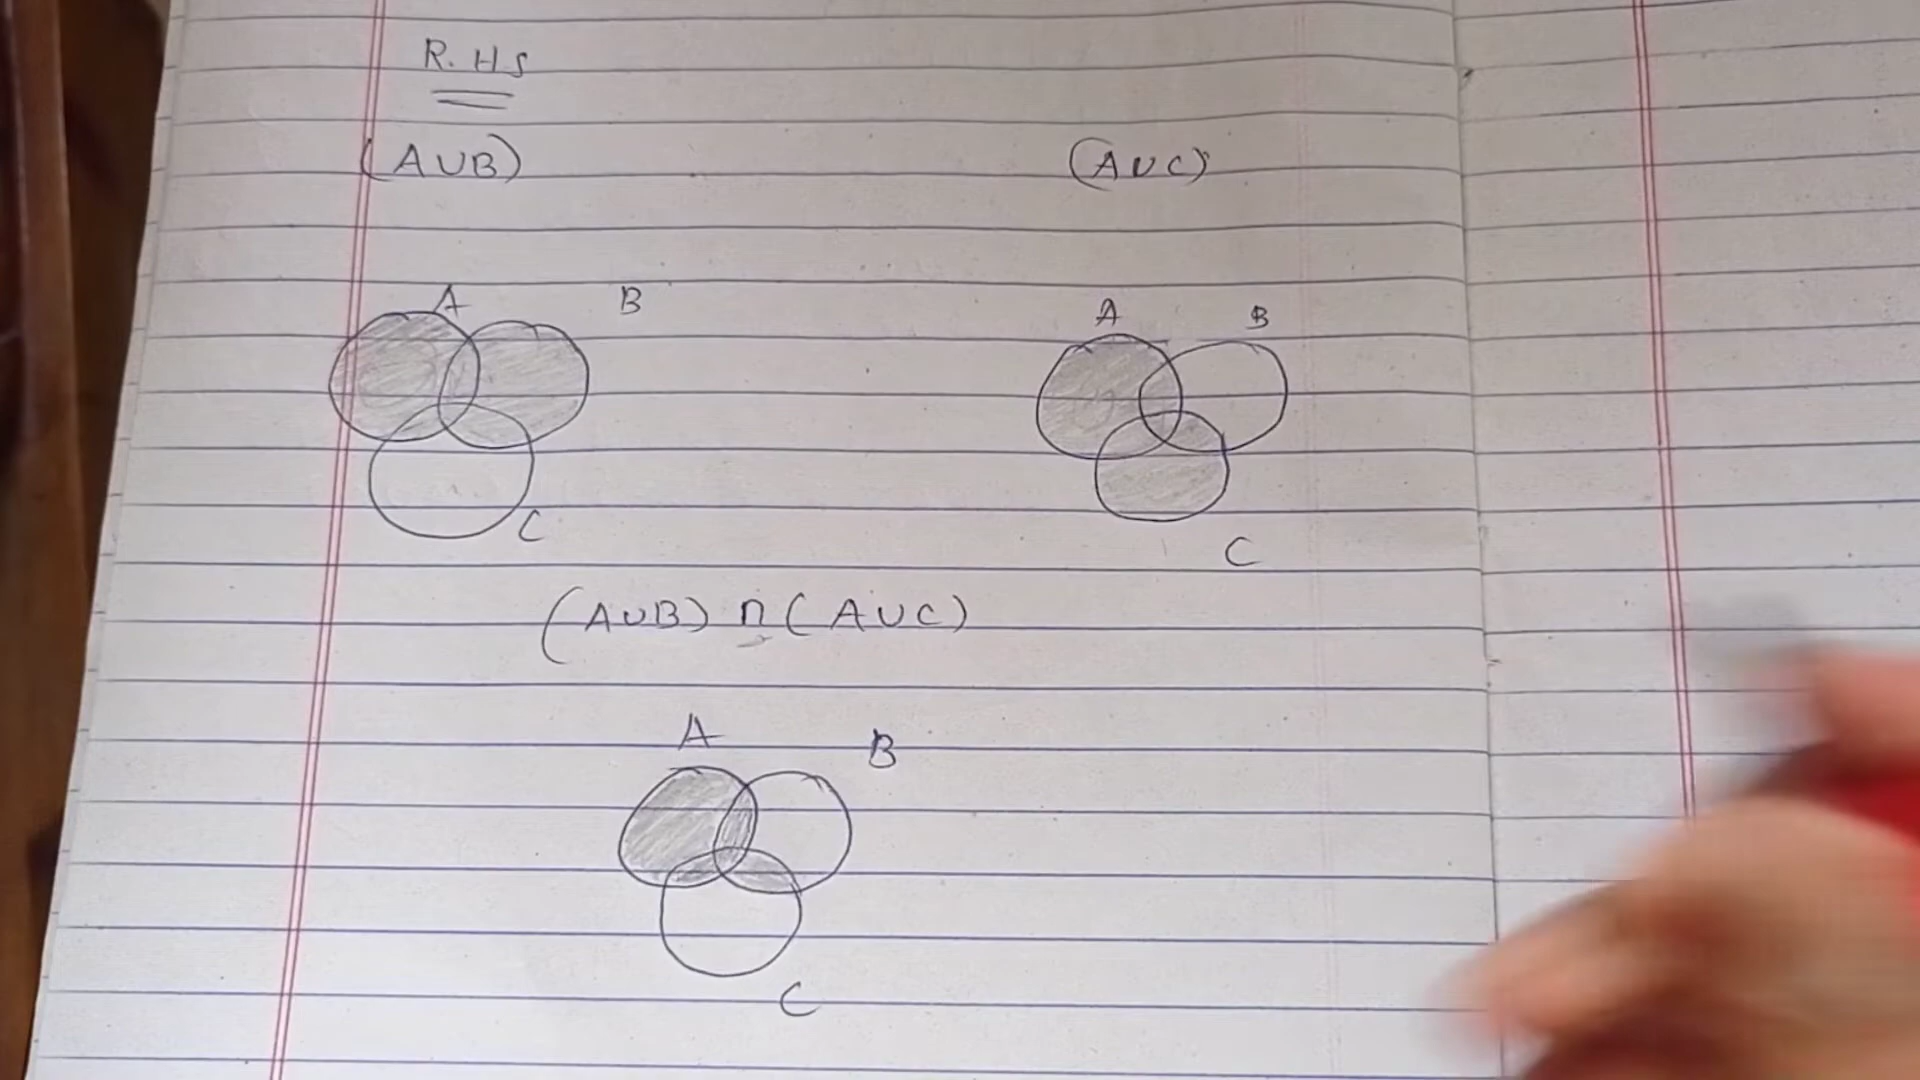 R.HS
(A∪B) (A∪C)
A B A B
C C
(A∪B) ∩ (A∪C)
A B
C